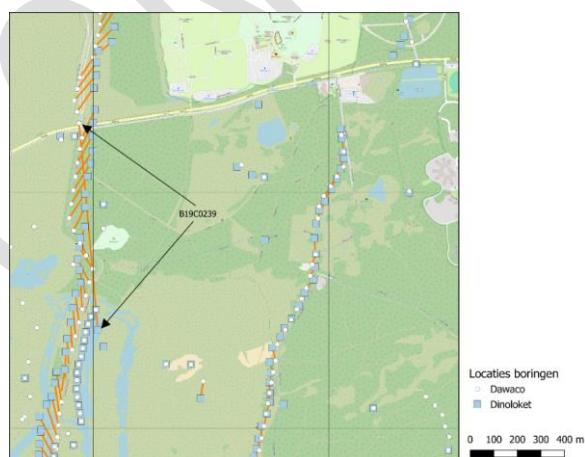 B19C0239
Locaties boringen
Dawaco
Dinoloket
0 100 200 300 400 m